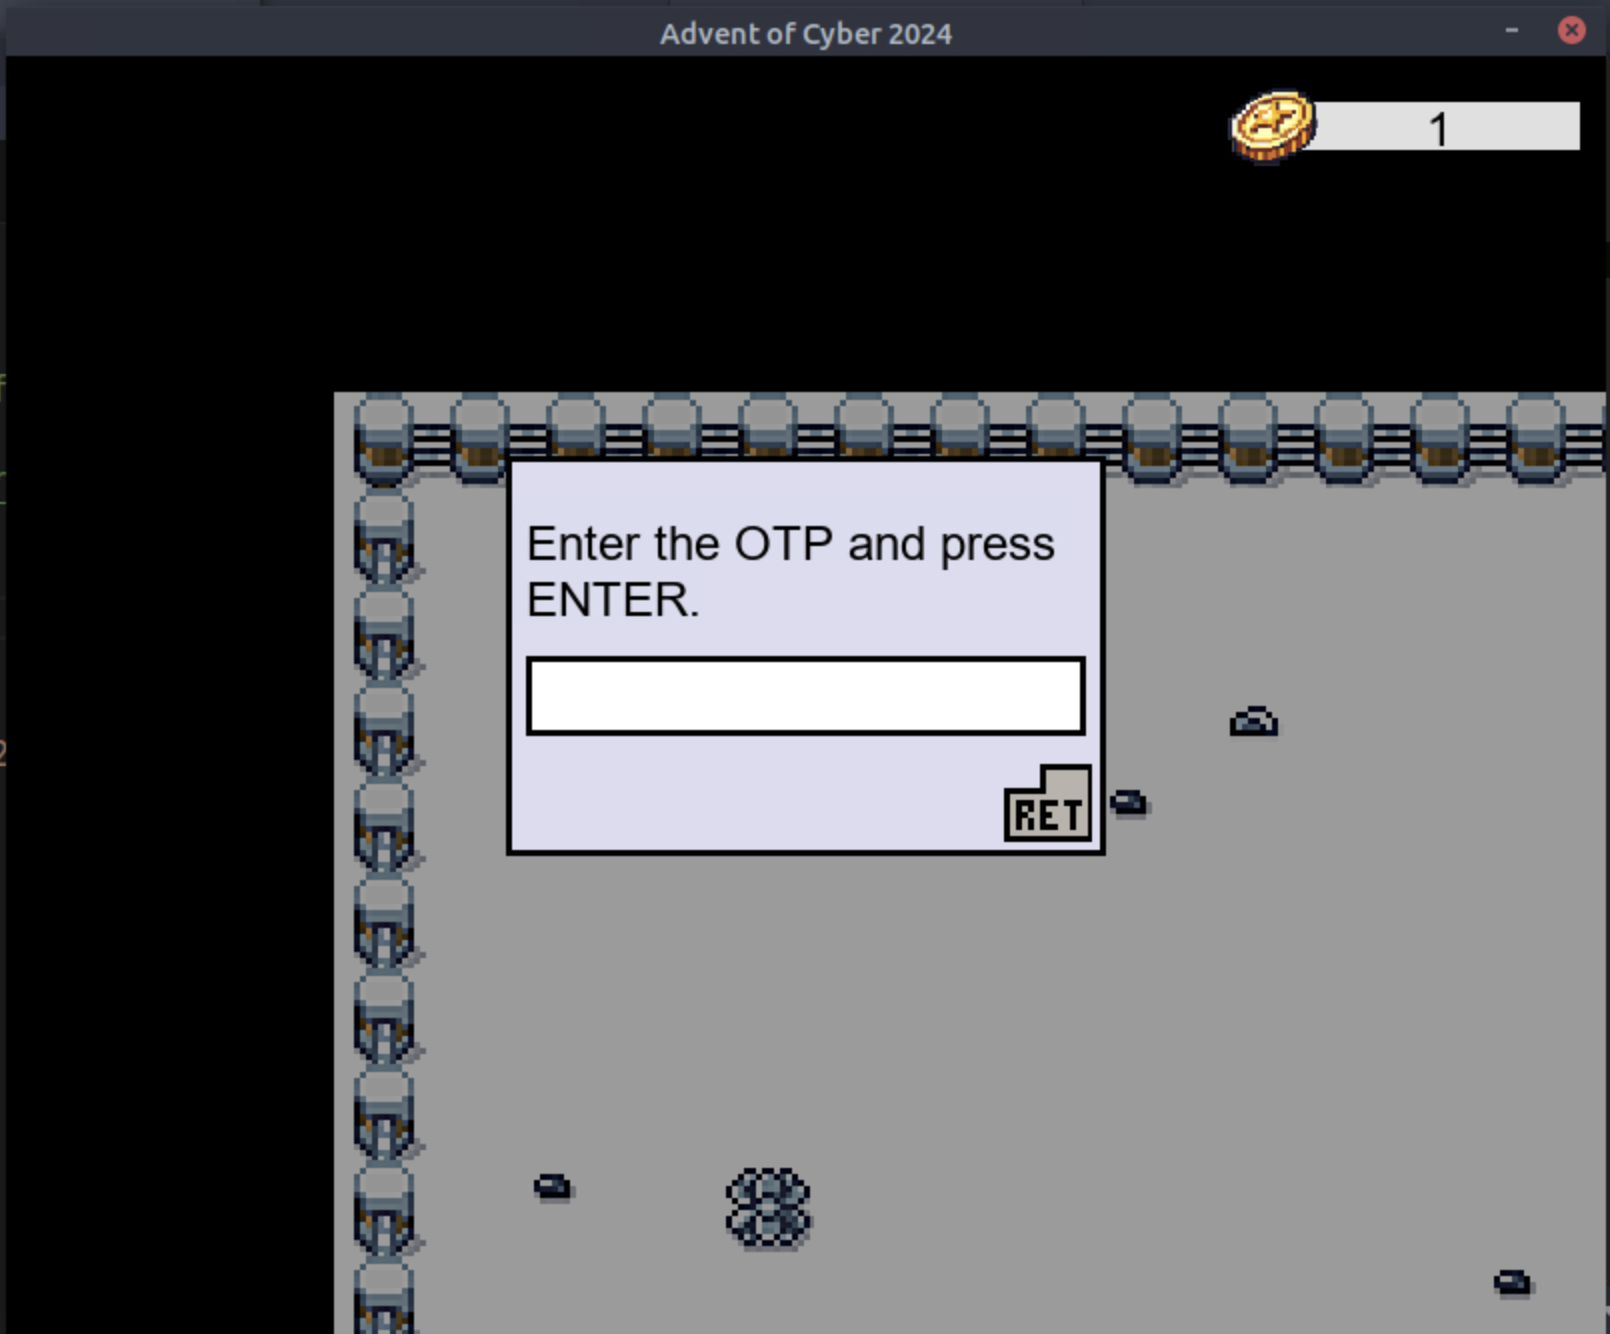 Advent of Cyber 2024
1
Enter the OTP and press
ENTER.
RET